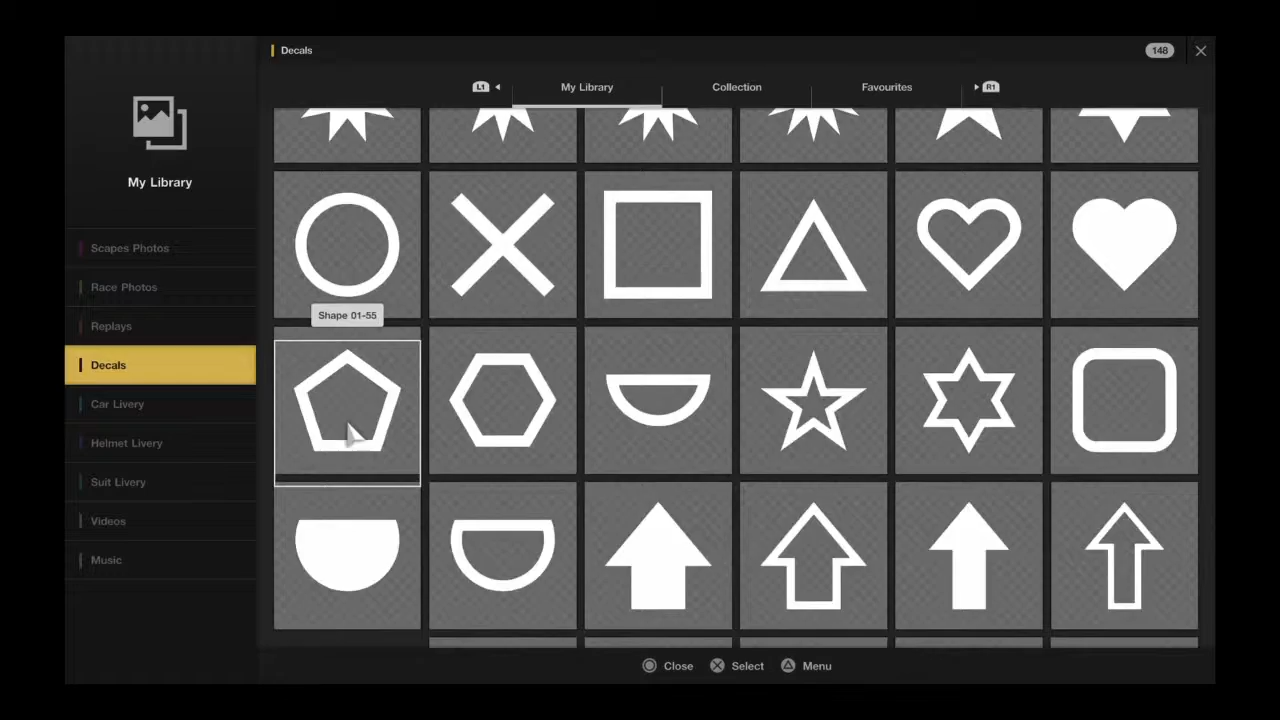 Decals
148
L1
My Library
Collection
Favourites
R1
My Library
Scapes Photos
Race Photos
Replays
Decals
Car Livery
Helmet Livery
Suit Livery
Videos
Music
Shape 01-55
Close
Select
Menu